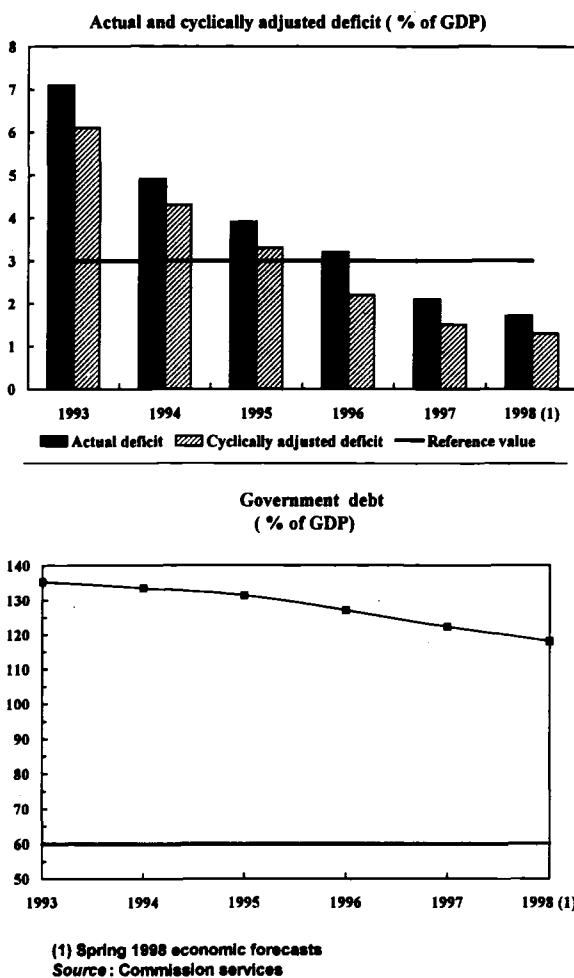 Actual and cyclically adjusted deficit ( % of GDP)
8
7
6
5
4
3
2
1
0
1993 1994 1995 1996 1997 1998 (1)
Actual deficit Cyclically adjusted deficit Reference value
Government debt
( % of GDP)
140
130
120
110
100
90
80
70
60
50
1993 1994 1995 1996 1997 1998 (1)
(1) Spring 1998 economic forecasts
Source : Commission services